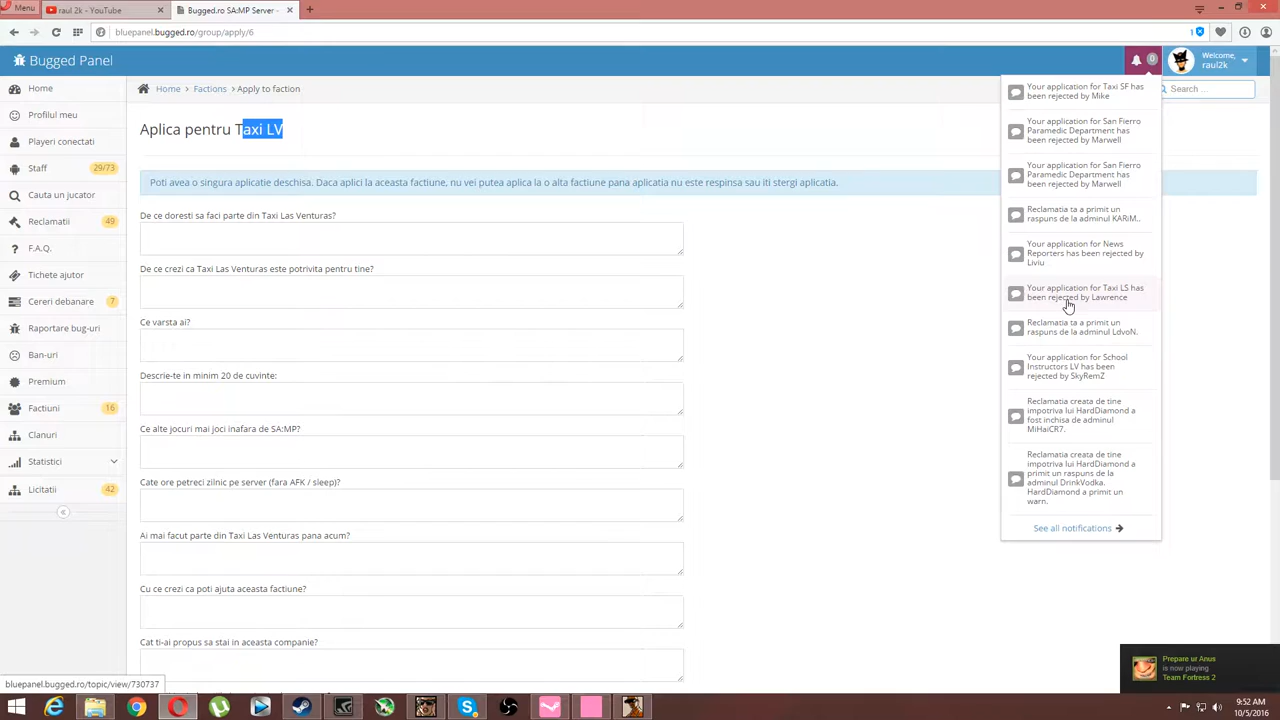 Menu
raul 2k - YouTube
Bugged.ro SA:MP Server -
bluepanel.bugged.ro/group/apply/6
1
Bugged Panel
0
Welcome,
raul2k
Home
Profilul meu
Playeri conectati
Staff 29/73
Cauta un jucator
Reclamatii 49
F.A.Q.
Tichete ajutor
Cereri debanare 7
Raportare bug-uri
Ban-uri
Premium
Factiuni 16
Clanuri
Statistici
Licitatii 42
Home Factions > Apply to faction
Search ...
Aplica pentru Taxi LV
Poti avea o singura aplicatie deschisa. Daca aplici la aceasta factiune, nu vei putea aplica la o alta factiune pana aplicatia nu este respinsa sau iti stergi aplicatia.
De ce doresti sa faci parte din Taxi Las Venturas?
De ce crezi ca Taxi Las Venturas este potrivita pentru tine?
Ce varsta ai?
Descrie-te in minim 20 de cuvinte:
Ce alte jocuri mai joci inafara de SA:MP?
Cate ore petreci zilnic pe server (fara AFK / sleep)?
Ai mai facut parte din Taxi Las Venturas pana acum?
Cu ce crezi ca poti ajuta aceasta factiune?
Cat ti-ai propus sa stai in aceasta companie?
Your application for Taxi SF has
been rejected by Mike
Your application for San Fierro
Paramedic Department has
been rejected by Marwell
Your application for San Fierro
Paramedic Department has
been rejected by Marwell
Reclamatia ta a primit un
raspuns de la adminul KARiM..
Your application for News
Reporters has been rejected by
Liviu
Your application for Taxi LS has
been rejected by Lawrence
Reclamatia ta a primit un
raspuns de la adminul LdvoN.
Your application for School
Instructors LV has been
rejected by SkyRemZ
Reclamatia creata de tine
impotriva lui HardDiamond a
fost inchisa de adminul
MiHaiCR7.
Reclamatia creata de tine
impotriva lui HardDiamond a
primit un raspuns de la
adminul DrinkVodka.
HardDiamond a primit un
warn.
See all notifications
Prepare ur Anus
is now playing
Team Fortress 2
bluepanel.bugged.ro/topic/view/730737
9:52 AM
10/5/2016